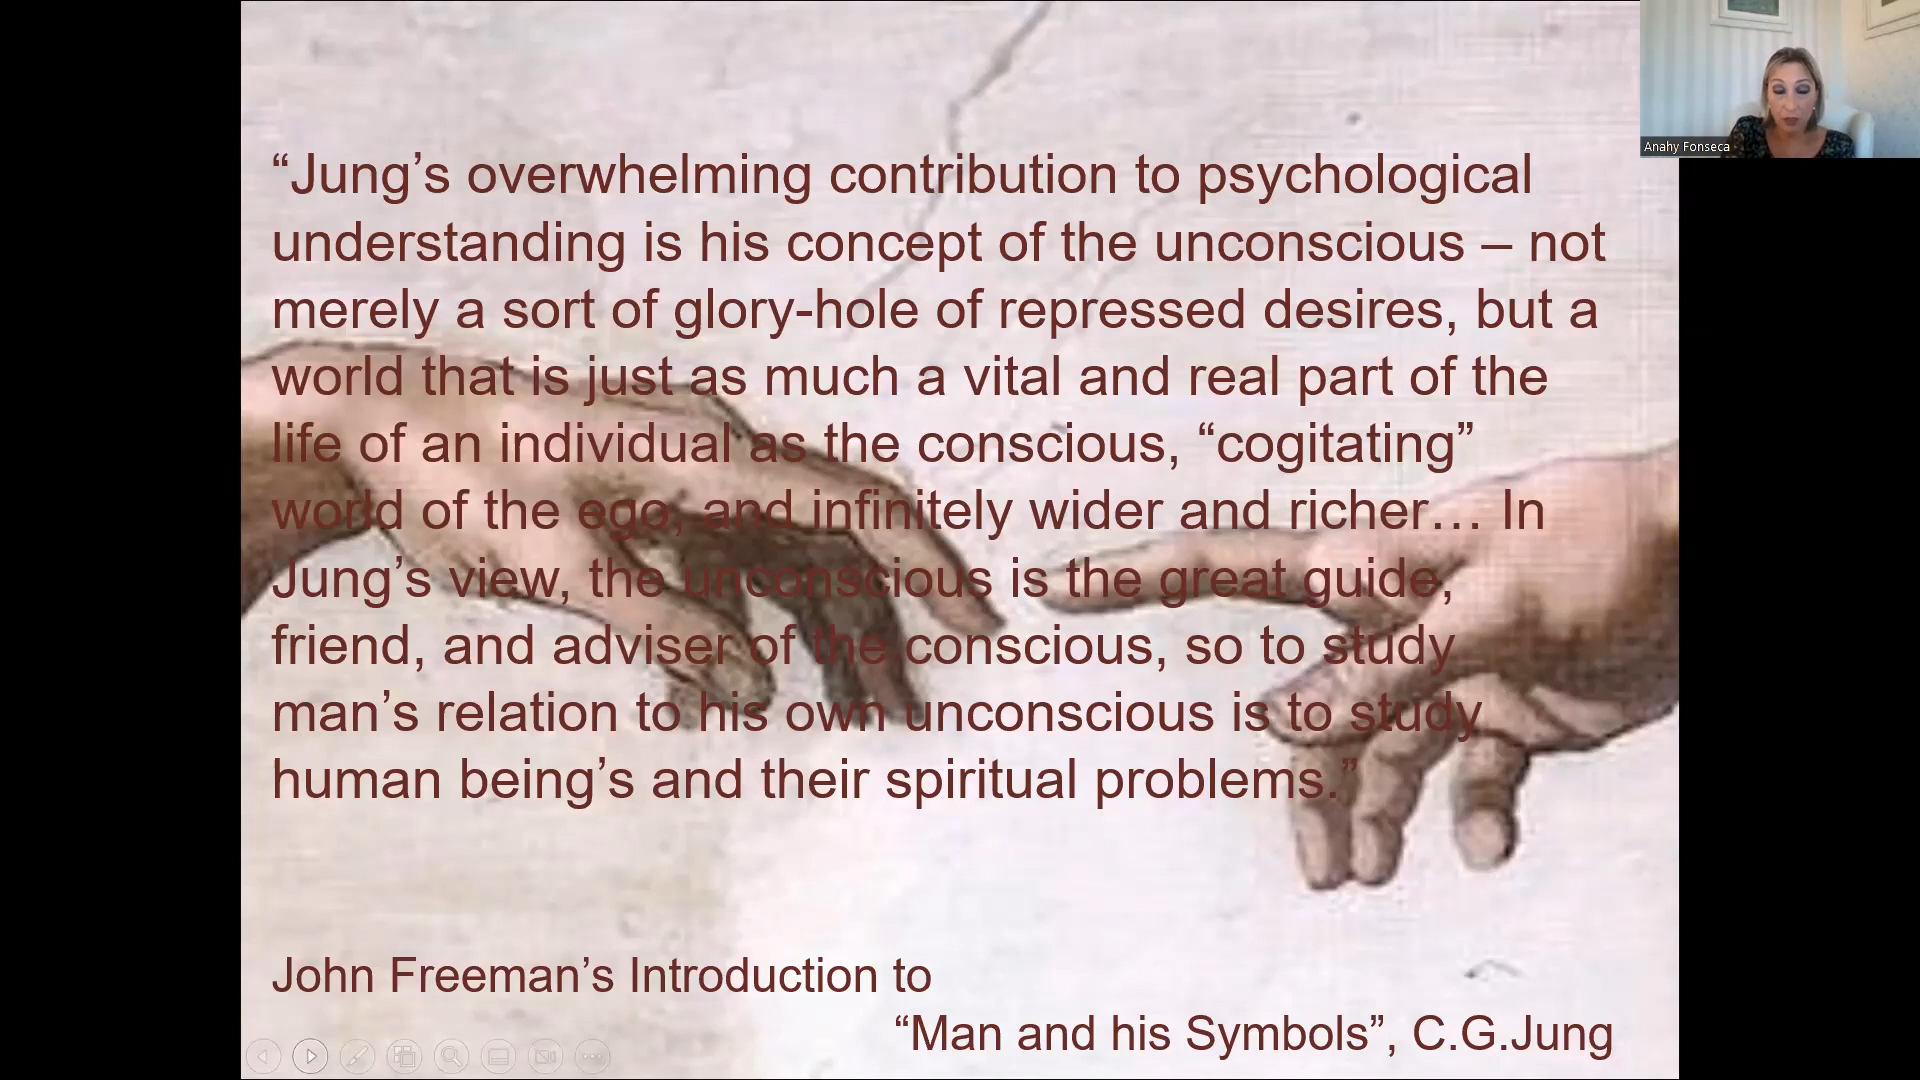 “Jung’s overwhelming contribution to psychological
understanding is his concept of the unconscious – not
merely a sort of glory-hole of repressed desires, but a
world that is just as much a vital and real part of the
life of an individual as the conscious, “cogitating”
world of the ego, and infinitely wider and richer… In
Jung’s view, the unconscious is the great guide,
friend, and adviser of the conscious, so to study
man’s relation to his own unconscious is to study
human being’s and their spiritual problems.”
John Freeman’s Introduction to
“Man and his Symbols”, C.G.Jung
Anahy Fonseca